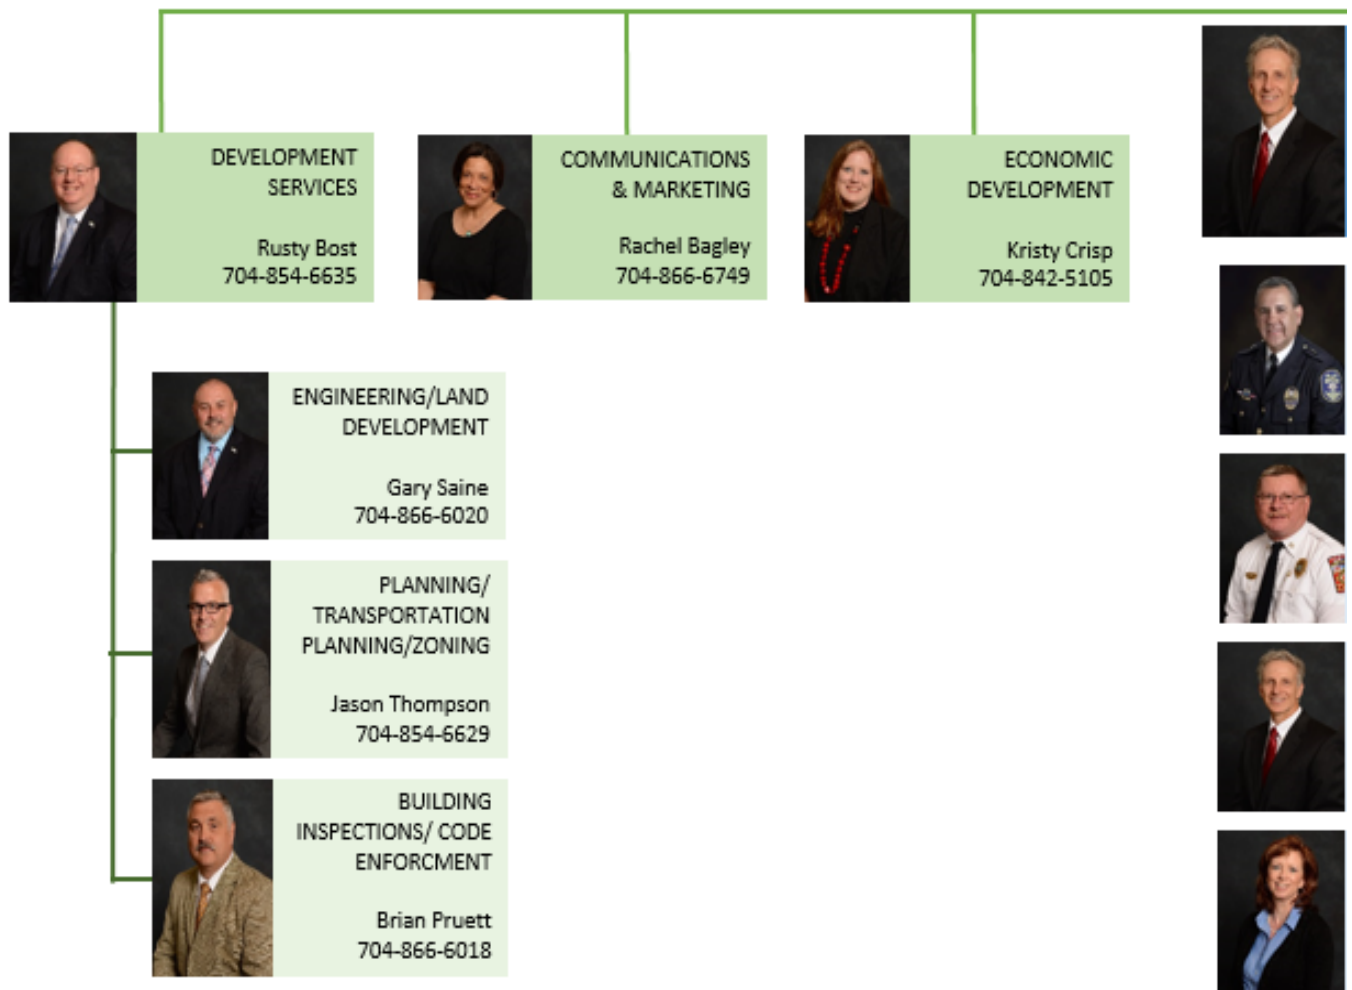 DEVELOPMENT
SERVICES
Rusty Bost
704-854-6635
COMMUNICATIONS
& MARKETING
Rachel Bagley
704-866-6749
ECONOMIC
DEVELOPMENT
Kristy Crisp
704-842-5105
ENGINEERING/LAND
DEVELOPMENT
Gary Saine
704-866-6020
PLANNING/
TRANSPORTATION
PLANNING/ZONING
Jason Thompson
704-854-6629
BUILDING
INSPECTIONS/ CODE
ENFORCMENT
Brian Pruett
704-866-6018